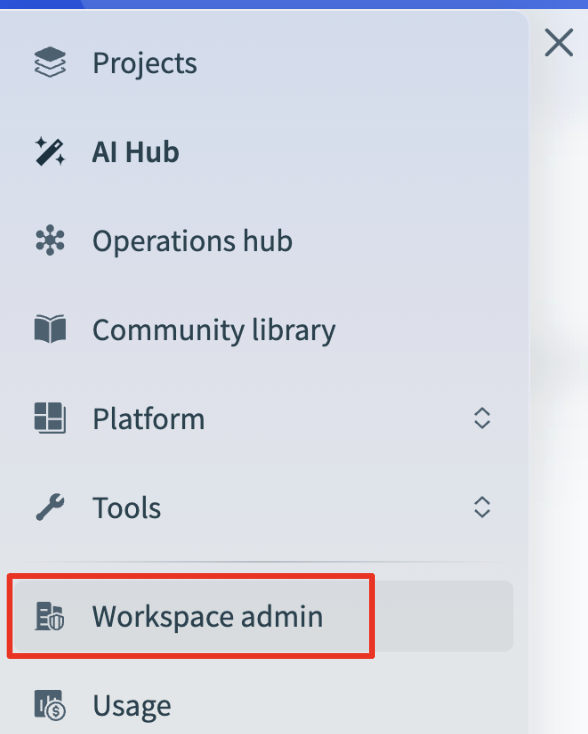 Projects
AI Hub
Operations hub
Community library
Platform
Tools
Workspace admin
Usage